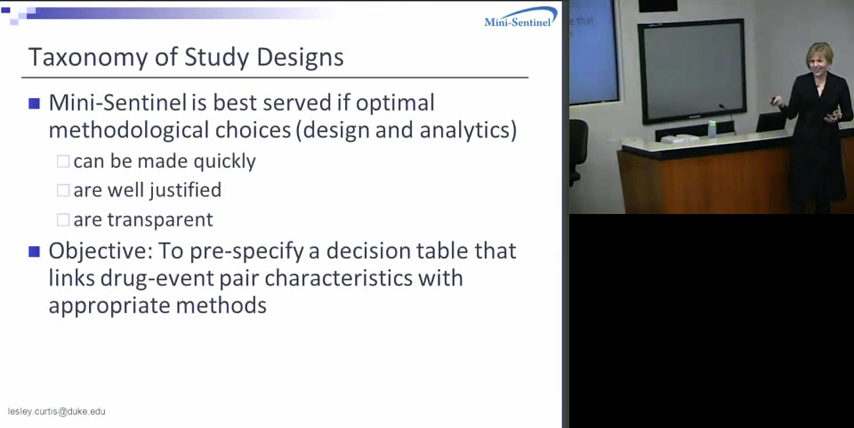 Mini-Sentinel
Taxonomy of Study Designs
Mini-Sentinel is best served if optimal
methodological choices (design and analytics)
can be made quickly
are well justified
are transparent
Objective: To pre-specify a decision table that
links drug-event pair characteristics with
appropriate methods
lesley.curtis@duke.edu